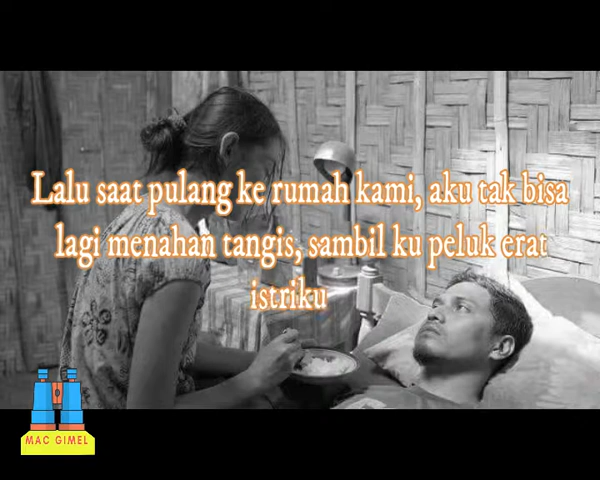 Lalu saat pulang ke rumah kami, aku tak bisa
lagi menahan tangis, sambil ku peluk erat
istriku
MAC GIMEL